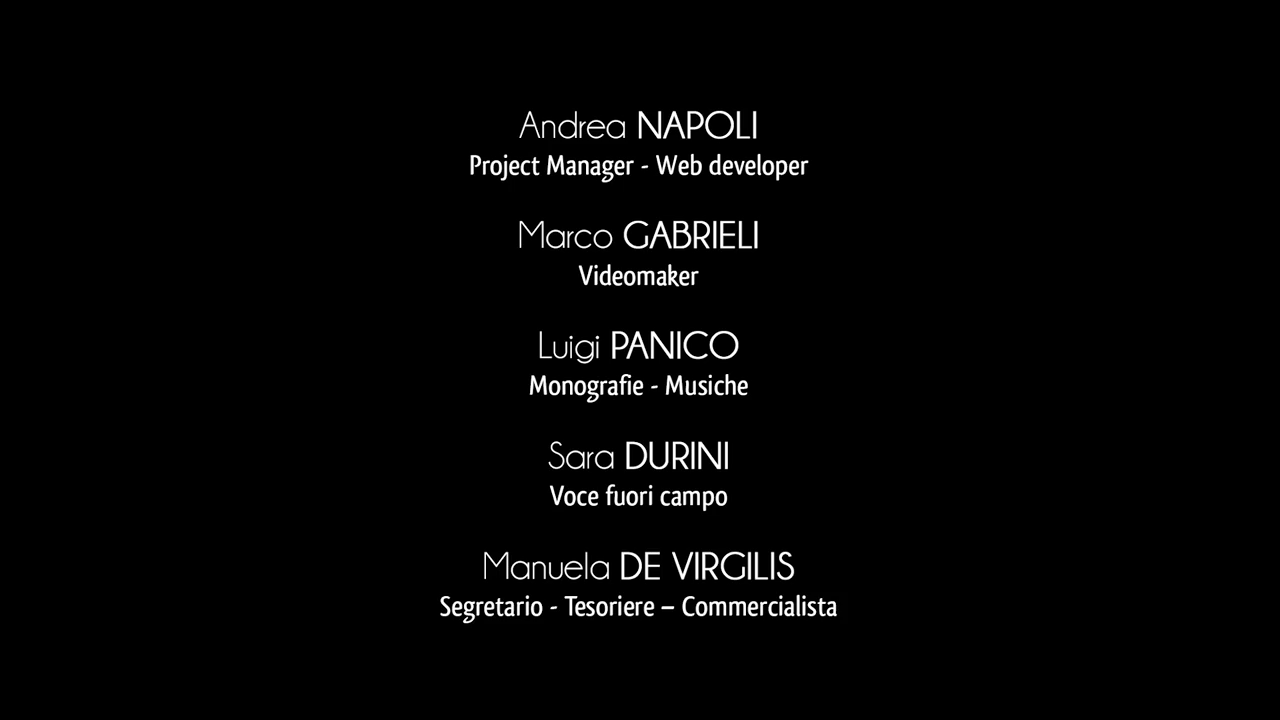 Andrea NAPOLI
Project Manager - Web developer
Marco GABRIELI
Videomaker
Luigi PANICO
Monografie - Musiche
Sara DURINI
Voce fuori campo
Manuela DE VIRGILIS
Segretario - Tesoriere – Commercialista